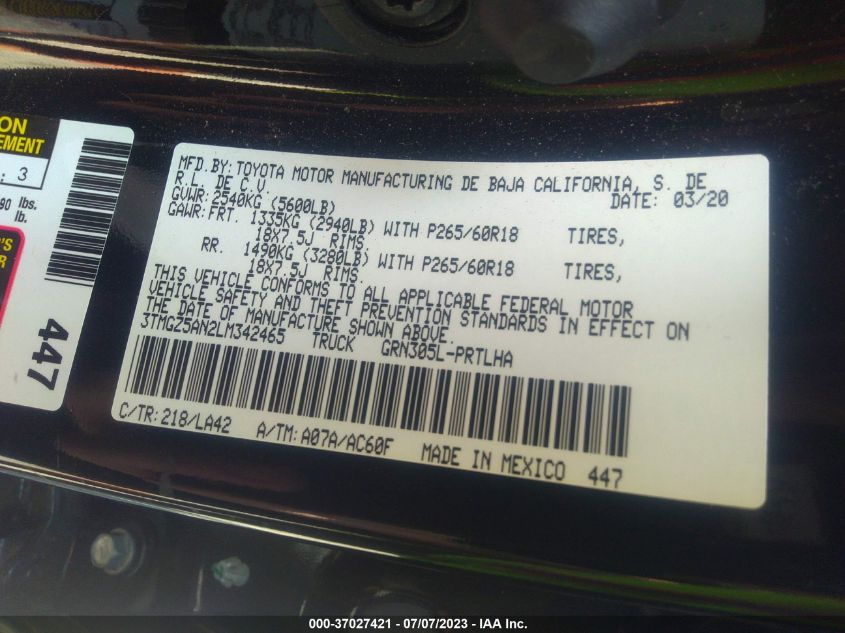 ON
EMENT
: 3
90 lbs.
lb.
'S
R
447
MFD.BY:TOYOTA MOTOR MANUFACTURING DE BAJA CALIFORNIA, S. DE
R.L. DE C.V. DATE: 03/20
GVWR:2540KG (5600LB)
GAWR:FRT. 1335KG (2940LB) WITH P265/60R18 TIRES,
18X7.5J RIMS.
RR. 1490KG (3280LB) WITH P265/60R18 TIRES,
18X7.5J RIMS.
THIS VEHICLE CONFORMS TO ALL APPLICABLE FEDERAL MOTOR
VEHICLE SAFETY AND THEFT PREVENTION STANDARDS IN EFFECT ON
THE DATE OF MANUFACTURE SHOWN ABOVE.
3TMGZ5AN2LM342465 TRUCK GRN305L-PRTLHA
C/TR:218/LA42 A/TM:A07A/AC60F MADE IN MEXICO 447
000-37027421 - 07/07/2023 - IAA Inc.